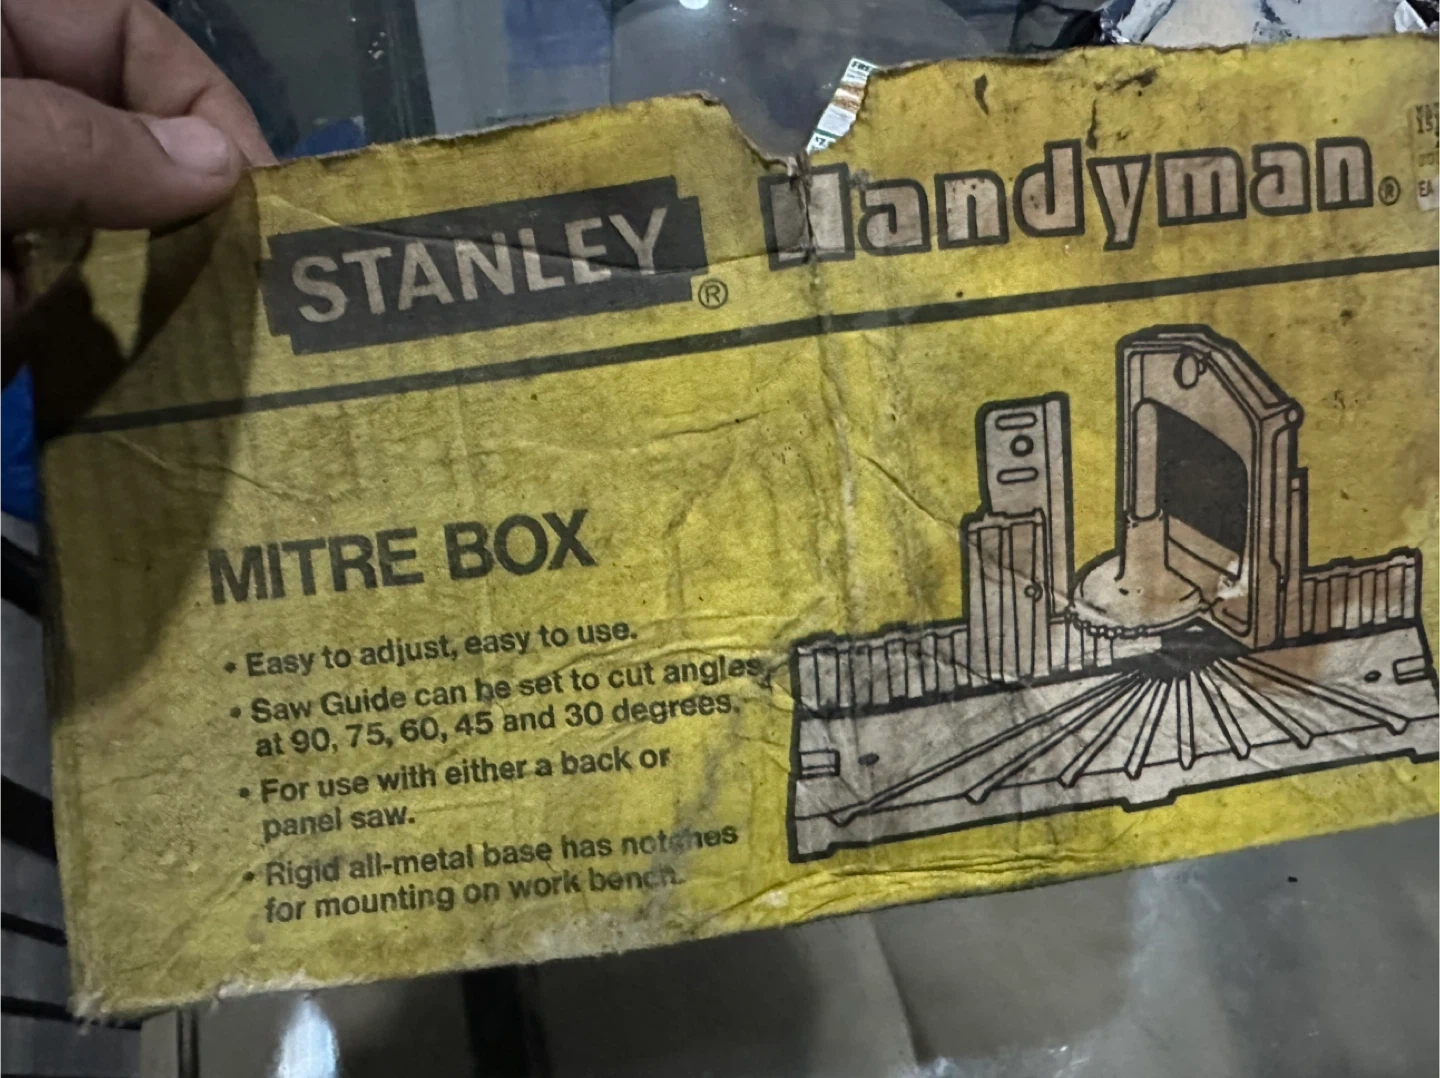 STANLEY® Handyman®
MITRE BOX
• Easy to adjust, easy to use.
• Saw Guide can be set to cut angles
at 90, 75, 60, 45 and 30 degrees.
• For use with either a back or
panel saw.
• Rigid all-metal base has notches
for mounting on work bench.
EA